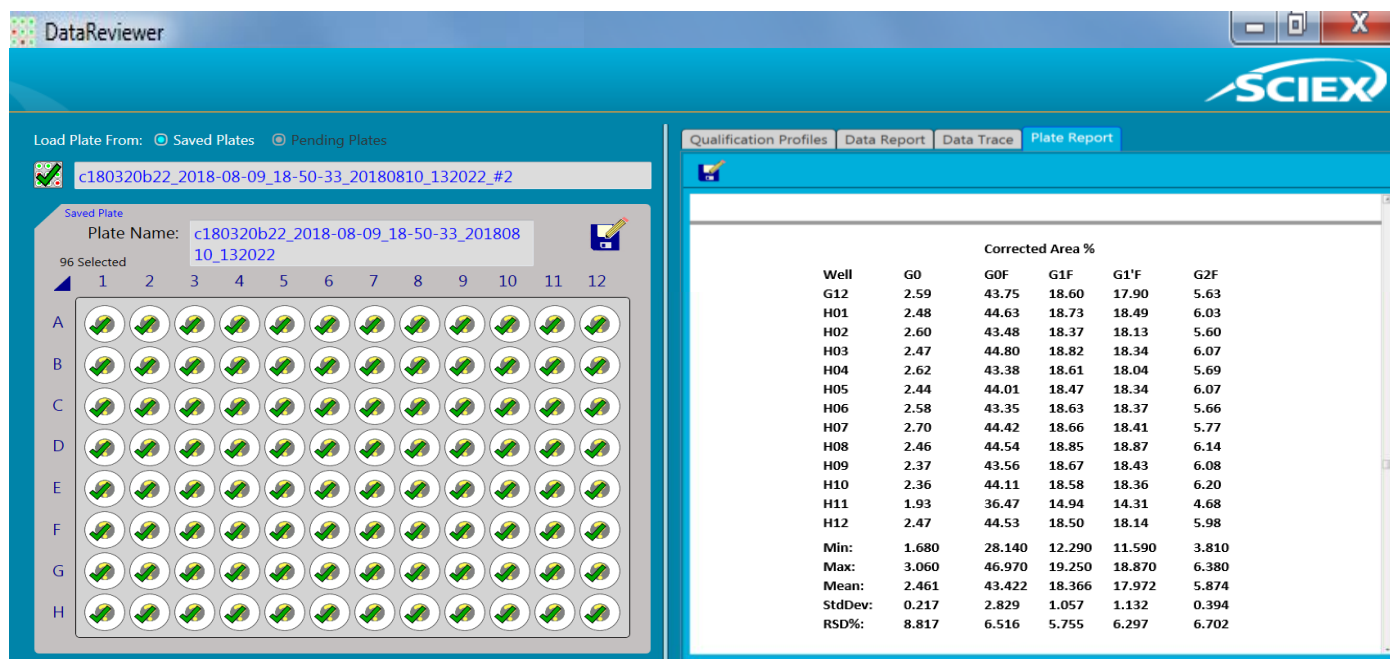 DataReviewer
X
SCIEX
Load Plate From: Saved Plates Pending Plates
c180320b22_2018-08-09_18-50-33_20180810_132022_#2
Saved Plate
Plate Name: c180320b22_2018-08-09_18-50-33_201808
10_132022
96 Selected
1 2 3 4 5 6 7 8 9 10 11 12
A
B
C
D
E
F
G
H
Qualification Profiles Data Report Data Trace Plate Report
Corrected Area %
Well G0 G0F G1F G1'F G2F
G12 2.59 43.75 18.60 17.90 5.63
H01 2.48 44.63 18.73 18.49 6.03
H02 2.60 43.48 18.37 18.13 5.60
H03 2.47 44.80 18.82 18.34 6.07
H04 2.62 43.38 18.61 18.04 5.69
H05 2.44 44.01 18.47 18.34 6.07
H06 2.58 43.35 18.63 18.37 5.66
H07 2.70 44.42 18.66 18.41 5.77
H08 2.46 44.54 18.85 18.87 6.14
H09 2.37 43.56 18.67 18.43 6.08
H10 2.36 44.11 18.58 18.36 6.20
H11 1.93 36.47 14.94 14.31 4.68
H12 2.47 44.53 18.50 18.14 5.98
Min: 1.680 28.140 12.290 11.590 3.810
Max: 3.060 46.970 19.250 18.870 6.380
Mean: 2.461 43.422 18.366 17.972 5.874
StdDev: 0.217 2.829 1.057 1.132 0.394
RSD%: 8.817 6.516 5.755 6.297 6.702